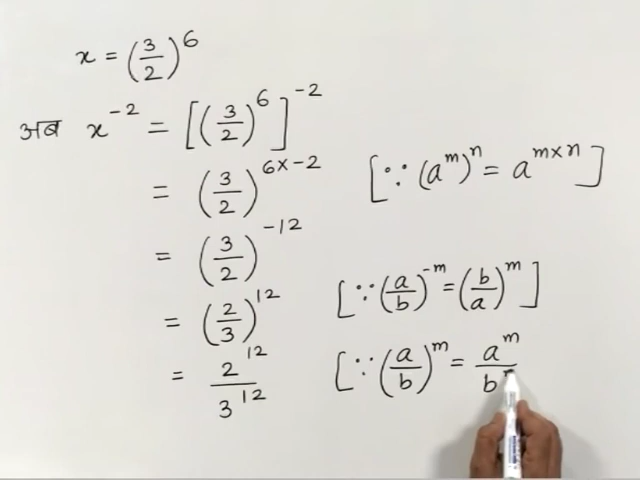 x = (3/2)^6
अब x^-2 = [(3/2)^6]^-2
= (3/2)^6x-2 [∵ (a^m)^n = a^m×n]
= (3/2)^-12
= (2/3)^12 [∵ (a/b)^-m = (b/a)^m]
= 2^12/3^12 [∵ (a/b)^m = a^m/b